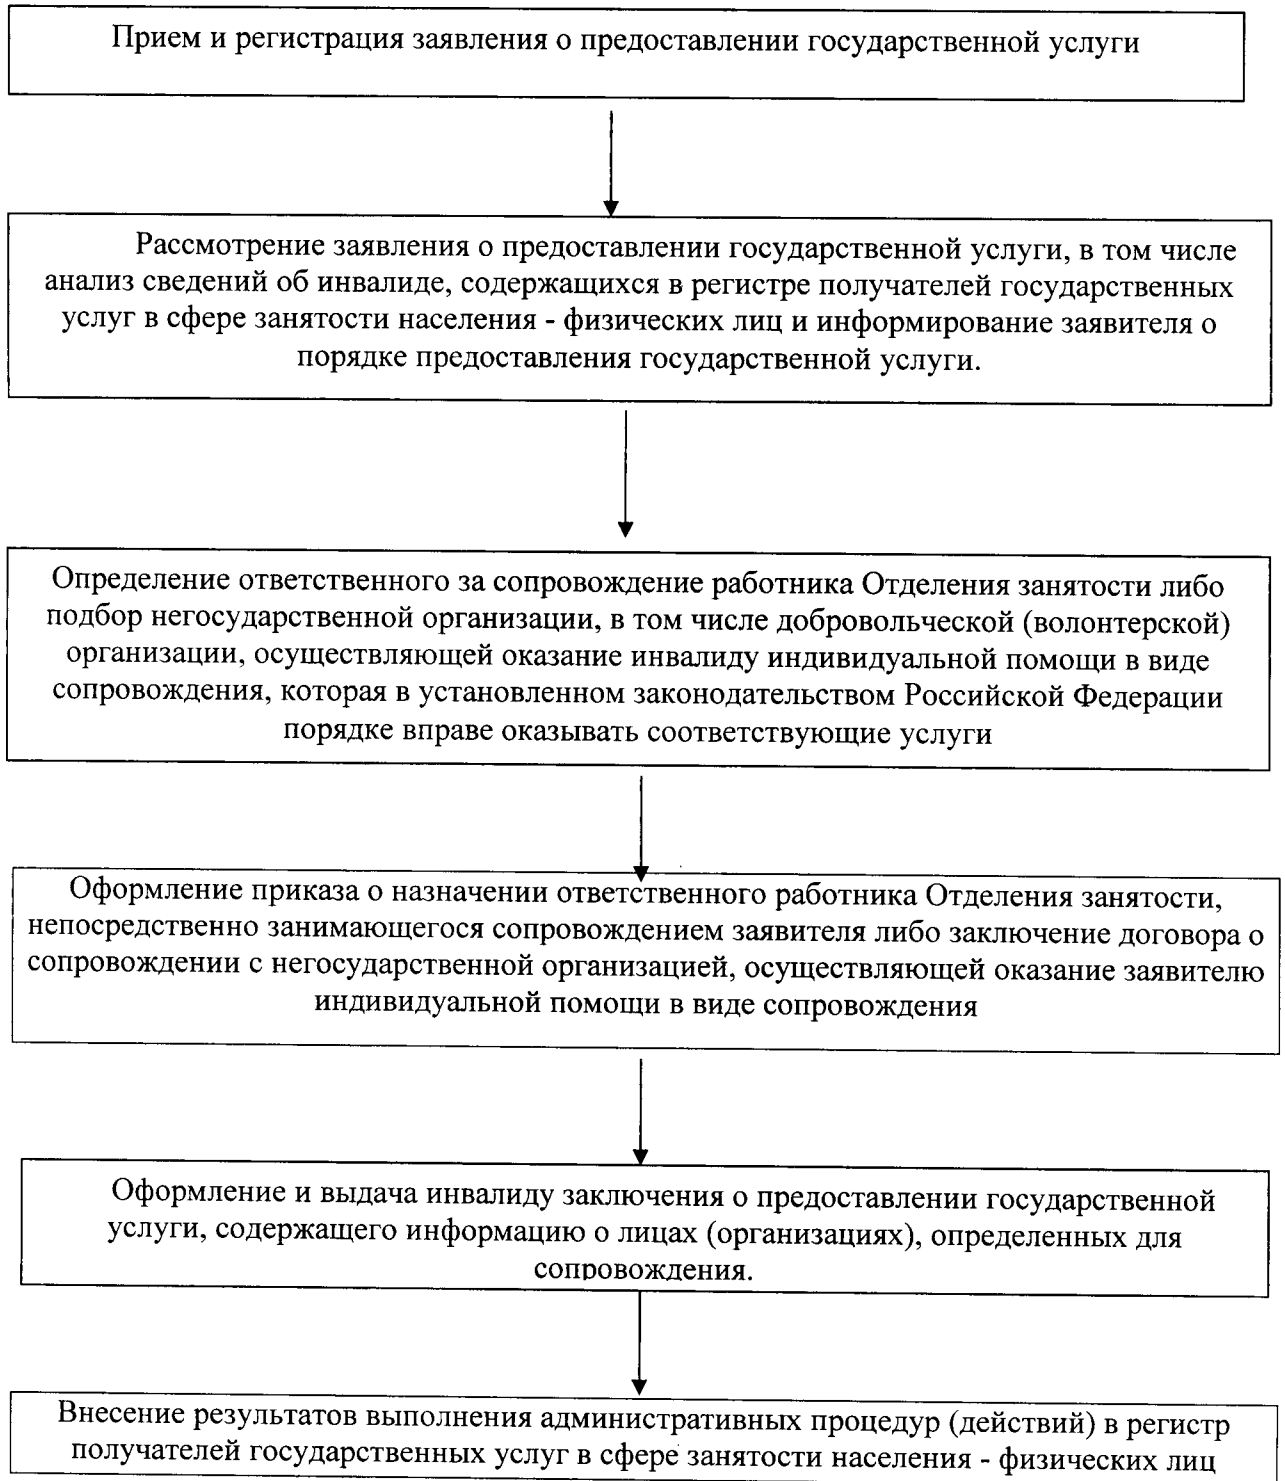 Прием и регистрация заявления о предоставлении государственной услуги
Рассмотрение заявления о предоставлении государственной услуги, в том числе
анализ сведений об инвалиде, содержащихся в регистре получателей государственных
услуг в сфере занятости населения - физических лиц и информирование заявителя о
порядке предоставления государственной услуги.
Определение ответственного за сопровождение работника Отделения занятости либо
подбор негосударственной организации, в том числе добровольческой (волонтерской)
организации, осуществляющей оказание инвалиду индивидуальной помощи в виде
сопровождения, которая в установленном законодательством Российской Федерации
порядке вправе оказывать соответствующие услуги
Оформление приказа о назначении ответственного работника Отделения занятости,
непосредственно занимающегося сопровождением заявителя либо заключение договора о
сопровождении с негосударственной организацией, осуществляющей оказание заявителю
индивидуальной помощи в виде сопровождения
Оформление и выдача инвалиду заключения о предоставлении государственной
услуги, содержащего информацию о лицах (организациях), определенных для
сопровождения.
Внесение результатов выполнения административных процедур (действий) в регистр
получателей государственных услуг в сфере занятости населения - физических лиц